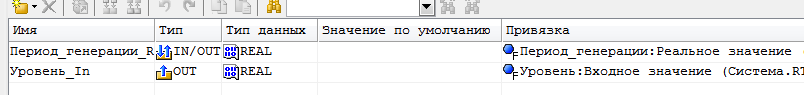 Имя Тип Тип данных Значение по умолчанию Привязка
Период_генерации_R IN/OUT REAL F Период_генерации:Реальное значение (
Уровень_In OUT REAL F Уровень:Входное значение (Система.RT